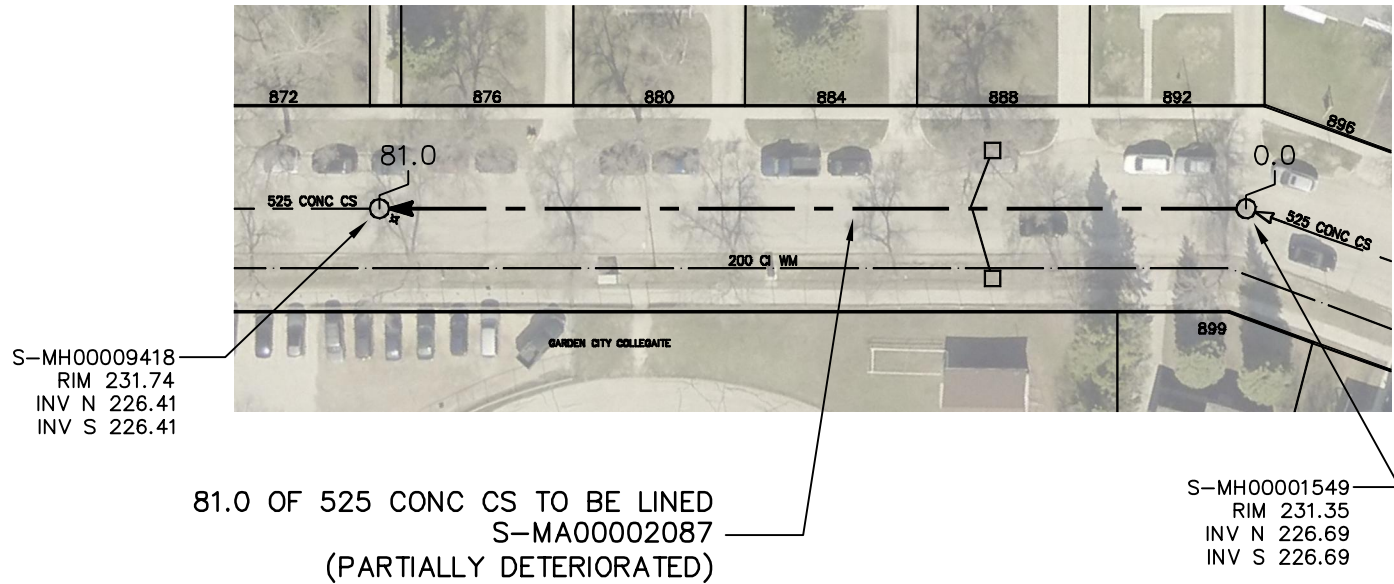 872
876
880
884
888
892
896
81.0
0.0
525 CONC CS
525 CONC CS
200 CI WM
GARDEN CITY COLLEGAITE
899
S-MH00009418
RIM 231.74
INV N 226.41
INV S 226.41
81.0 OF 525 CONC CS TO BE LINED
S-MA00002087
(PARTIALLY DETERIORATED)
S-MH00001549
RIM 231.35
INV N 226.69
INV S 226.69